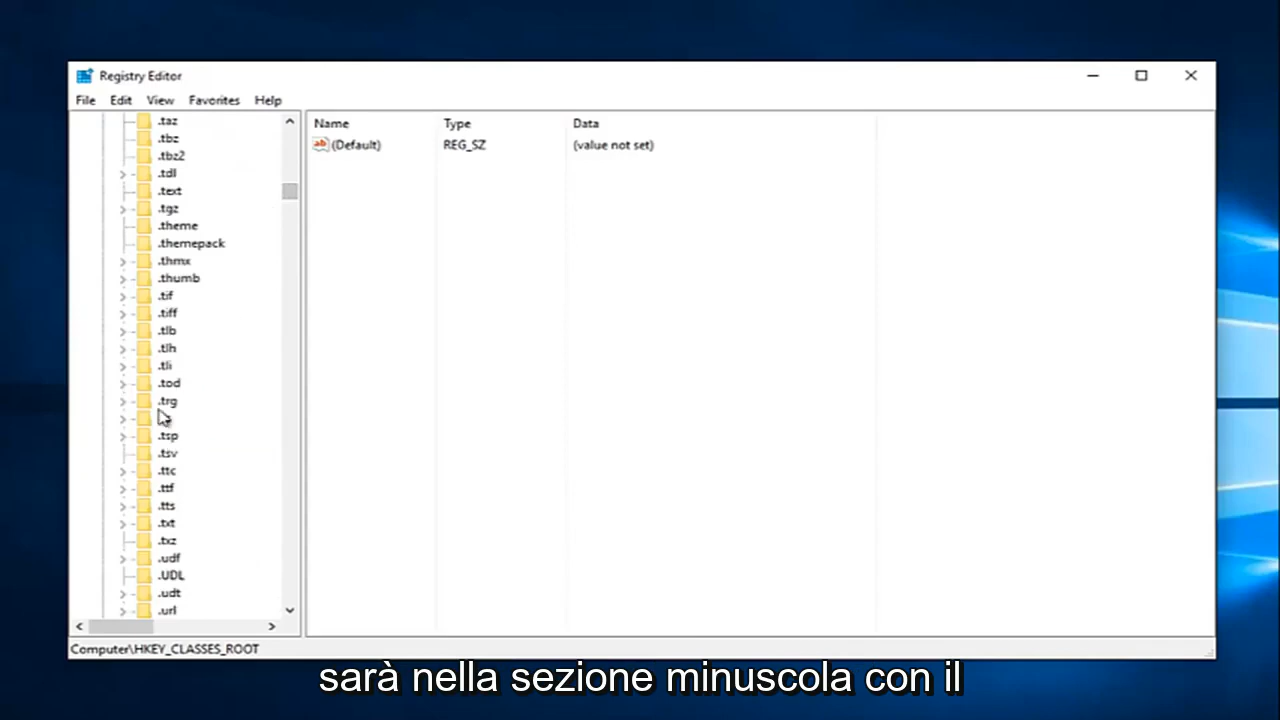 Registry Editor
File Edit View Favorites Help
.taz
.tbz
.tbz2
.tdl
.text
.tgz
.theme
.themepack
.thmx
.thumb
.tif
.tiff
.tlb
.tlh
.tli
.tod
.trg
.tsp
.tsv
.ttc
.ttf
.tts
.txt
.txz
.udf
.UDL
.udt
.url
Name Type Data
(Default) REG_SZ (value not set)
Computer\HKEY_CLASSES_ROOT
sarà nella sezione minuscola con il